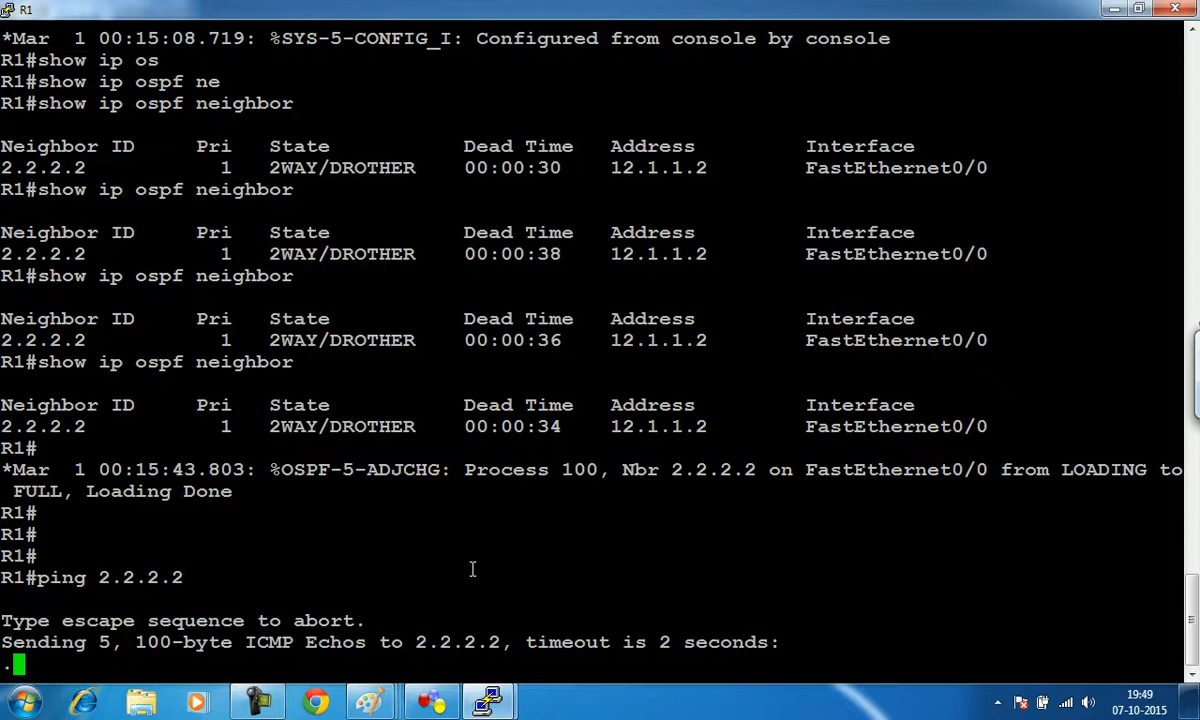 R1
*Mar  1 00:15:08.719: %SYS-5-CONFIG_I: Configured from console by console
R1#show ip os
R1#show ip ospf ne
R1#show ip ospf neighbor
Neighbor ID     Pri   State           Dead Time   Address         Interface
2.2.2.2           1   2WAY/DROTHER    00:00:30    12.1.1.2        FastEthernet0/0
R1#show ip ospf neighbor
Neighbor ID     Pri   State           Dead Time   Address         Interface
2.2.2.2           1   2WAY/DROTHER    00:00:38    12.1.1.2        FastEthernet0/0
R1#show ip ospf neighbor
Neighbor ID     Pri   State           Dead Time   Address         Interface
2.2.2.2           1   2WAY/DROTHER    00:00:36    12.1.1.2        FastEthernet0/0
R1#show ip ospf neighbor
Neighbor ID     Pri   State           Dead Time   Address         Interface
2.2.2.2           1   2WAY/DROTHER    00:00:34    12.1.1.2        FastEthernet0/0
R1#
*Mar  1 00:15:43.803: %OSPF-5-ADJCHG: Process 100, Nbr 2.2.2.2 on FastEthernet0/0 from LOADING to
 FULL, Loading Done
R1#
R1#
R1#
R1#ping 2.2.2.2
Type escape sequence to abort.
Sending 5, 100-byte ICMP Echos to 2.2.2.2, timeout is 2 seconds:
.
19:49
07-10-2015